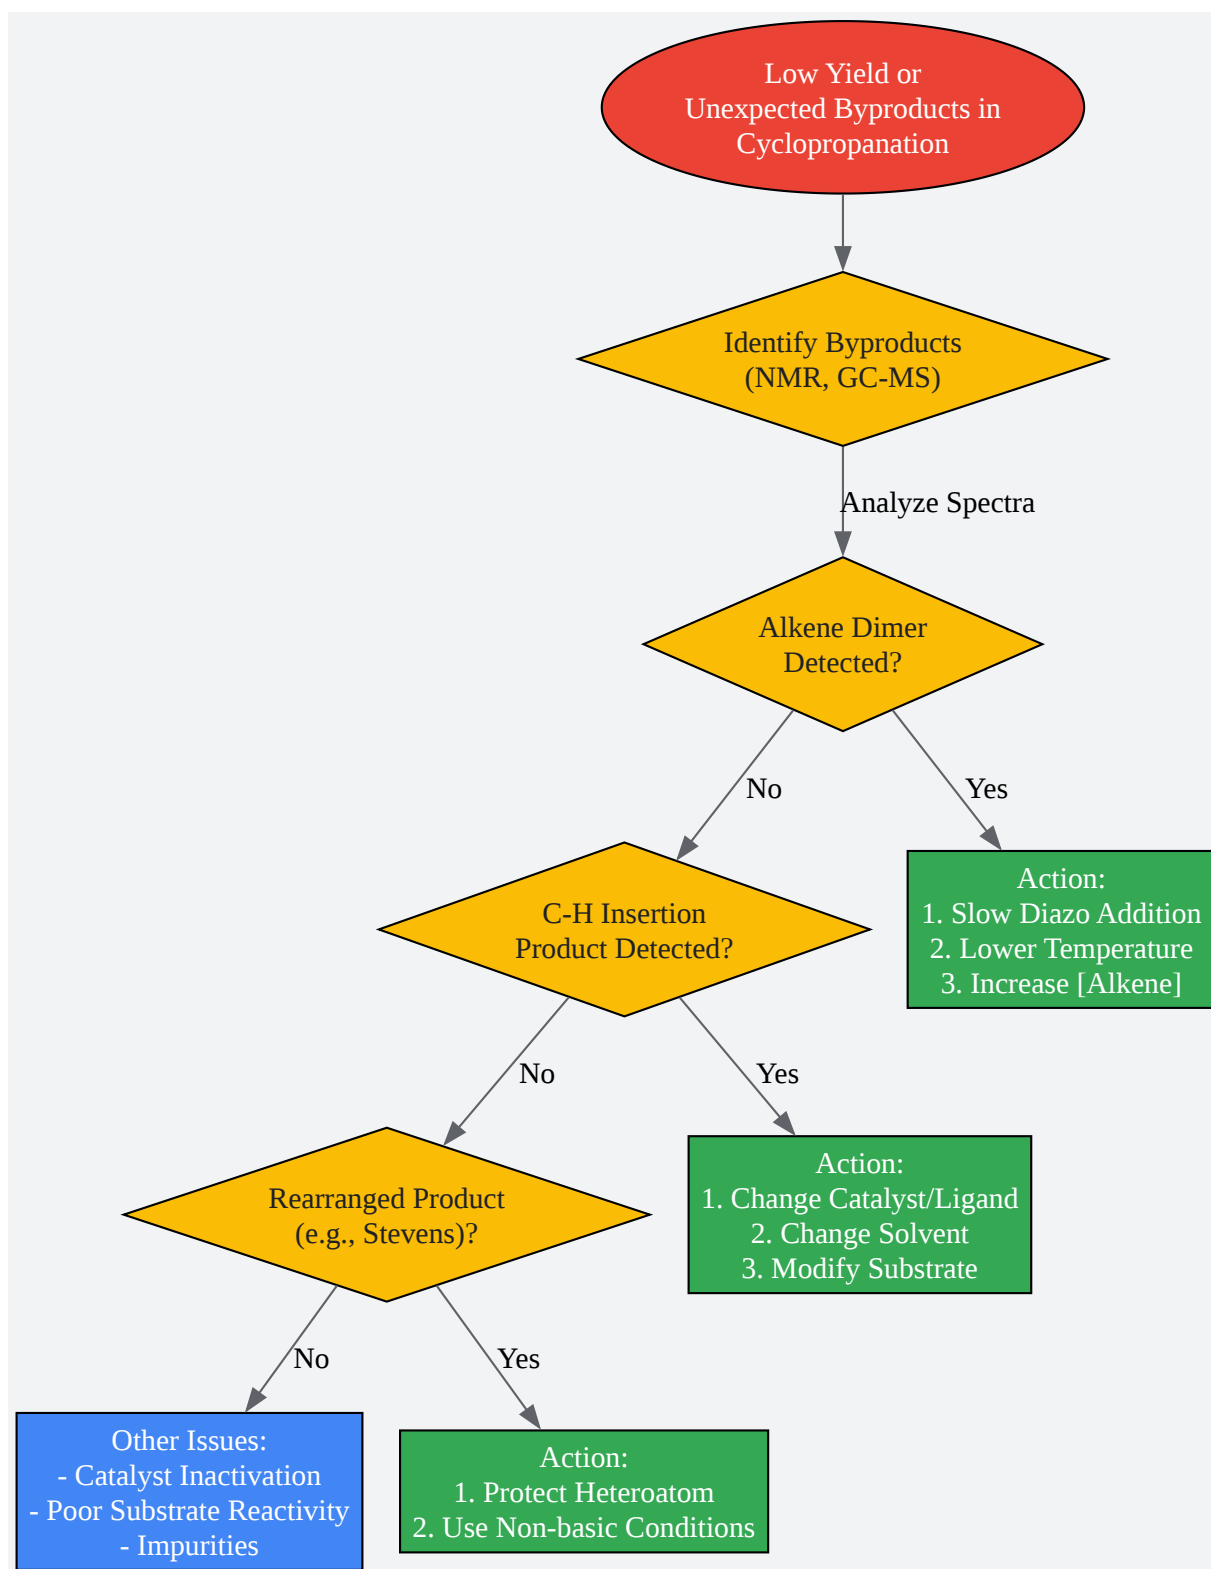 Low Yield or
Unexpected Byproducts in
Cyclopropanation
Identify Byproducts
(NMR, GC-MS)
Analyze Spectra
Alkene Dimer
Detected?
No
Yes
C-H Insertion
Product Detected?
Action:
1. Slow Diazo Addition
2. Lower Temperature
3. Increase [Alkene]
No
Yes
Rearranged Product
(e.g., Stevens)?
Action:
1. Change Catalyst/Ligand
2. Change Solvent
3. Modify Substrate
No
Yes
Other Issues:
- Catalyst Inactivation
- Poor Substrate Reactivity
- Impurities
Action:
1. Protect Heteroatom
2. Use Non-basic Conditions